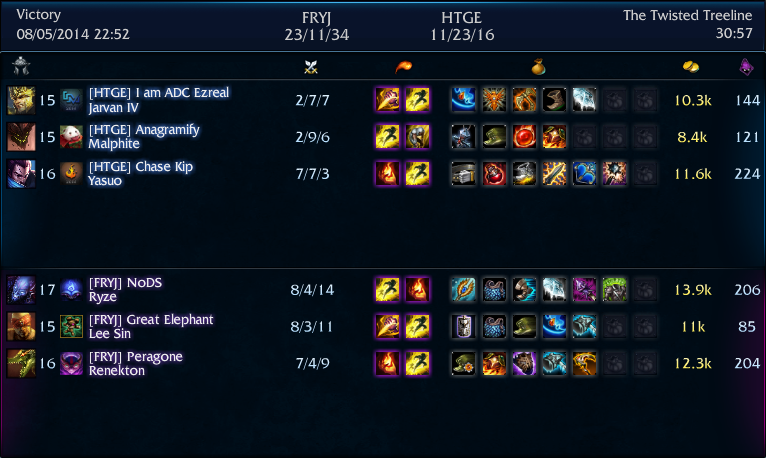 Victory FRYJ HTGE The Twisted Treeline
08/05/2014 22:52 23/11/34 11/23/16 30:57
15 [HTGE] I am ADC Ezreal
Jarvan IV 2/7/7 10.3k 144
15 [HTGE] Anagramify
Malphite 2/9/6 8.4k 121
16 [HTGE] Chase Kip
Yasuo 7/7/3 11.6k 224
17 [FRYJ] NoDS
Ryze 8/4/14 13.9k 206
15 [FRYJ] Great Elephant
Lee Sin 8/3/11 11k 85
16 [FRYJ] Peragone
Renekton 7/4/9 12.3k 204